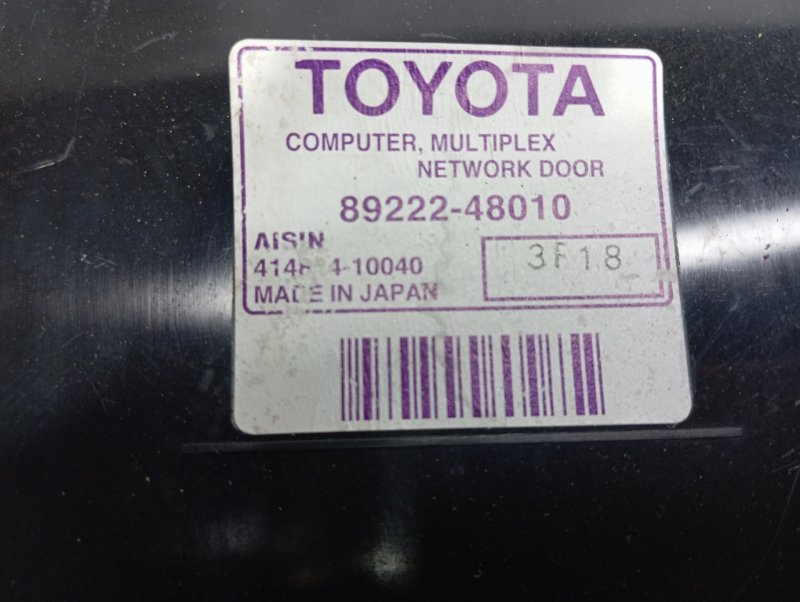 TOYOTA
COMPUTER, MULTIPLEX
NETWORK DOOR
89222-48010
AISIN
3F18
MADE IN JAPAN